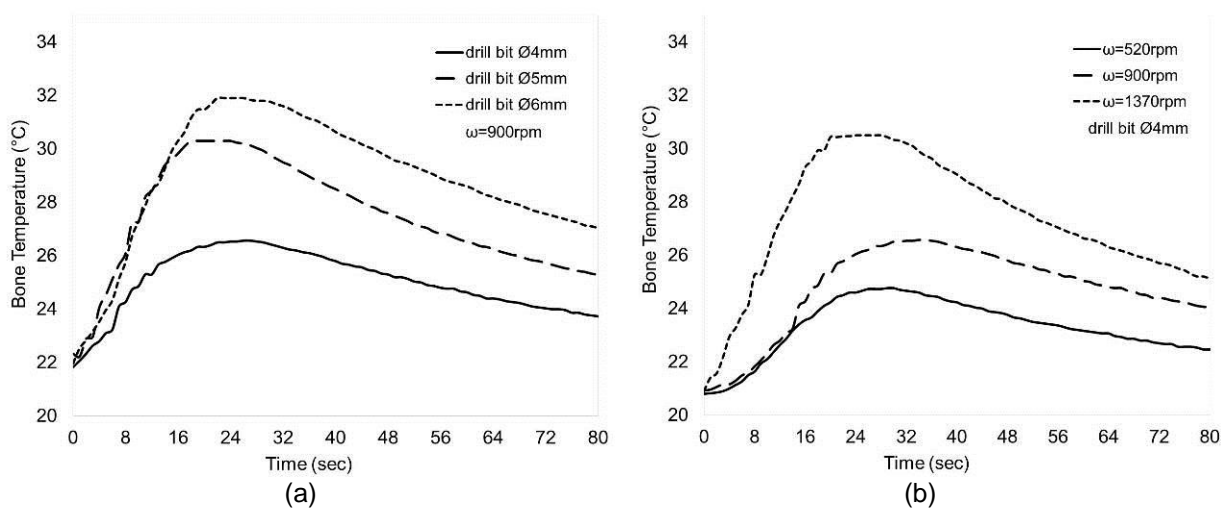 34
32
30
28
26
24
22
20
Bone Temperature (°C)
drill bit Ø4mm
drill bit Ø5mm
drill bit Ø6mm
ω=900rpm
0 8 16 24 32 40 48 56 64 72 80
Time (sec)
(a)
34
32
30
28
26
24
22
20
Bone Temperature (°C)
ω=520rpm
ω=900rpm
ω=1370rpm
drill bit Ø4mm
0 8 16 24 32 40 48 56 64 72 80
Time (sec)
(b)